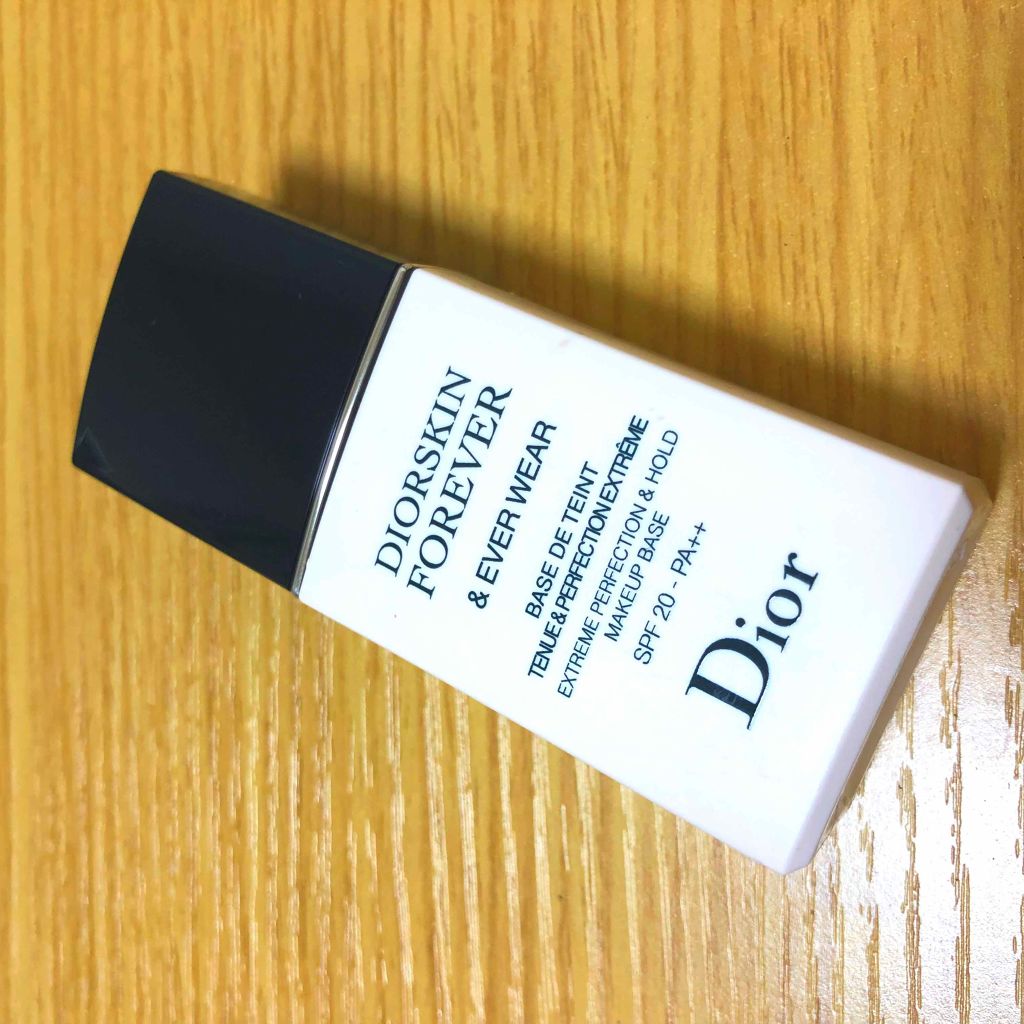 DIORSKIN
FOREVER
& EVER WEAR
BASE DE TEINT
TENUE & PERFECTION EXTRÊME
EXTREME PERFECTION & HOLD
MAKEUP BASE
SPF 20 - PA++
Dior